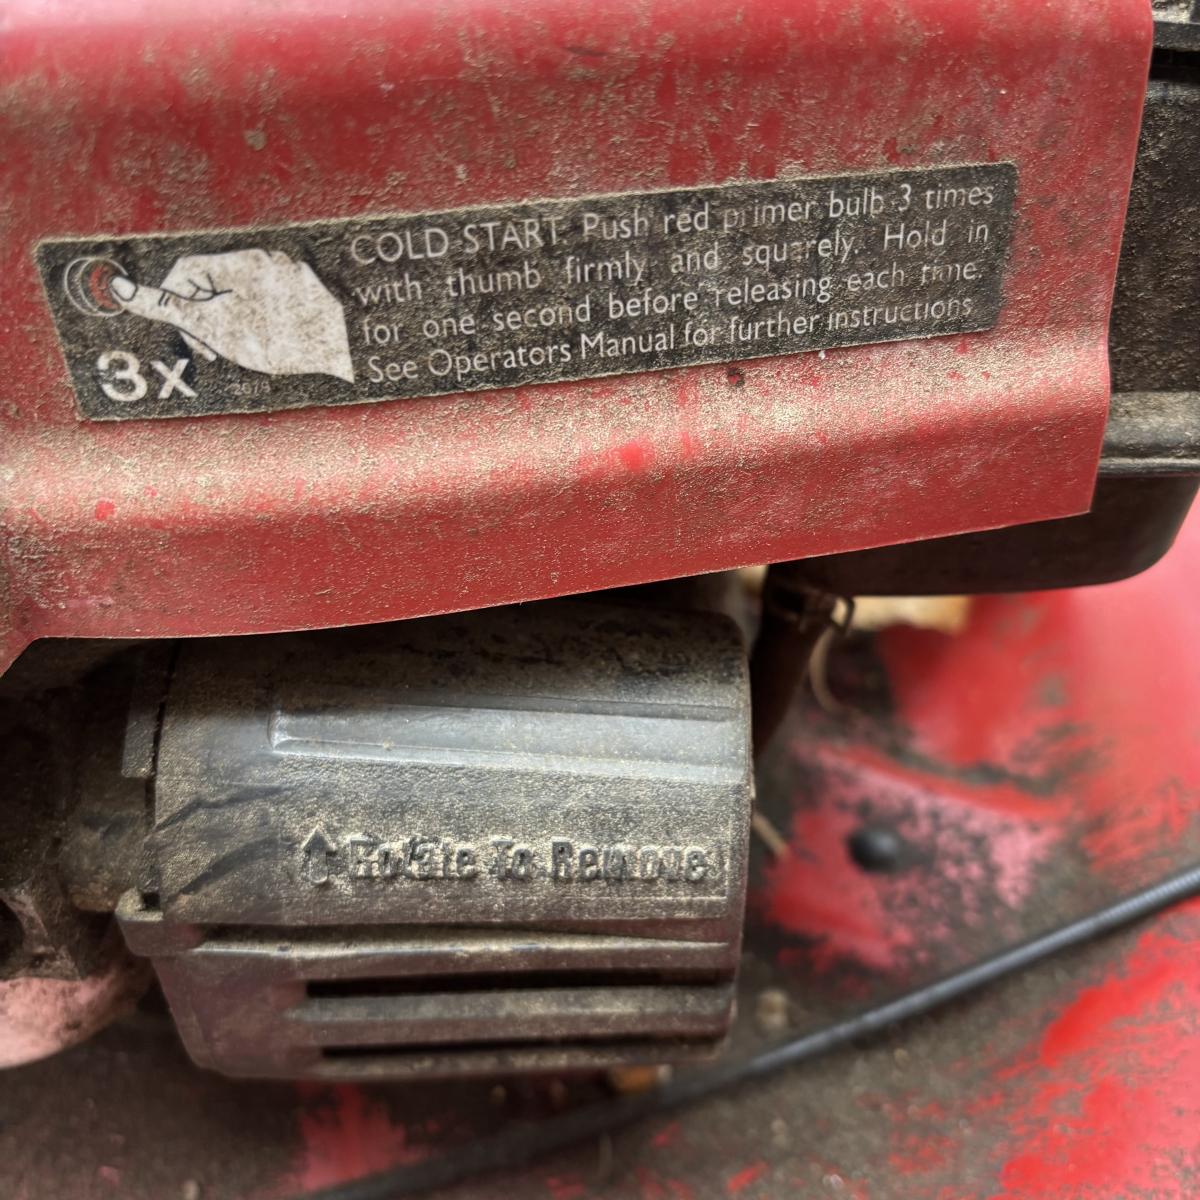 COLD START. Push red primer bulb 3 times
with thumb firmly and squarely. Hold in
for one second before releasing each time.
See Operators Manual for further instructions
3x
Rotate To Remove